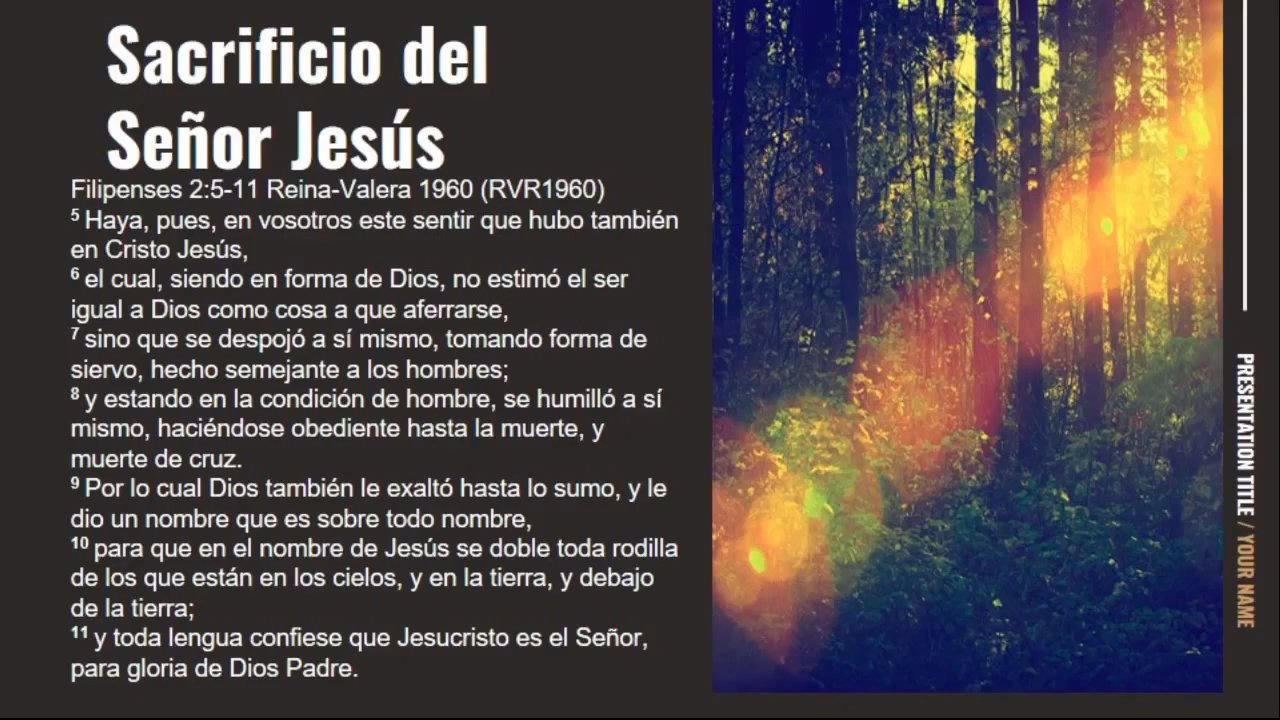 Sacrificio del
Señor Jesús
Filipenses 2:5-11 Reina-Valera 1960 (RVR1960)
5 Haya, pues, en vosotros este sentir que hubo también
en Cristo Jesús,
6 el cual, siendo en forma de Dios, no estimó el ser
igual a Dios como cosa a que aferrarse,
7 sino que se despojó a sí mismo, tomando forma de
siervo, hecho semejante a los hombres;
8 y estando en la condición de hombre, se humilló a sí
mismo, haciéndose obediente hasta la muerte, y
muerte de cruz.
9 Por lo cual Dios también le exaltó hasta lo sumo, y le
dio un nombre que es sobre todo nombre,
10 para que en el nombre de Jesús se doble toda rodilla
de los que están en los cielos, y en la tierra, y debajo
de la tierra;
11 y toda lengua confiese que Jesucristo es el Señor,
para gloria de Dios Padre.
PRESENTATION TITLE / YOUR NAME